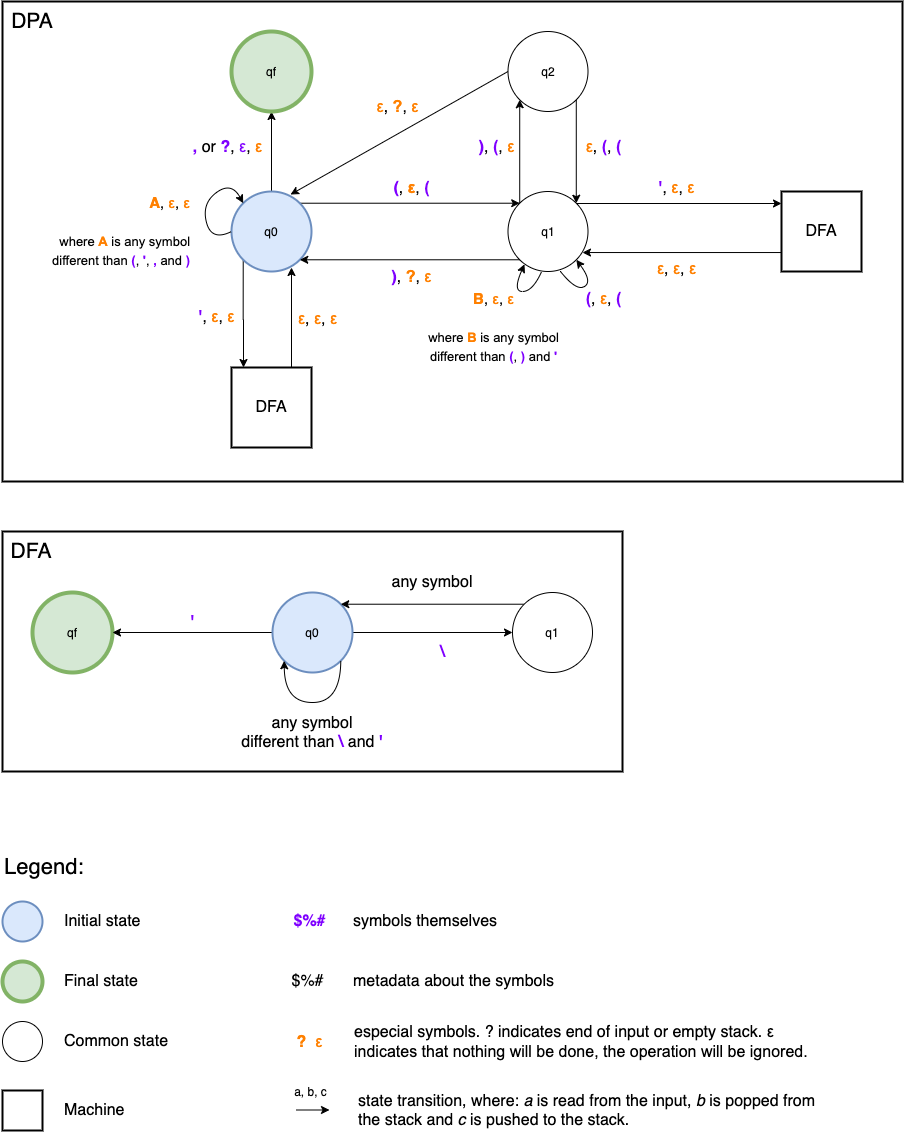 DPA
qf
q2
ε, ?, ε
, or ?, ε, ε
), (, ε
ε, (, (
A, ε, ε
(, ε, (
', ε, ε
q0
q1
DFA
where A is any symbol
different than (, ', , and )
), ?, ε
ε, ε, ε
B, ε, ε
(, ε, (
', ε, ε
ε, ε, ε
where B is any symbol
different than (, ) and '
DFA
DFA
any symbol
'
qf
q0
q1
\
any symbol
different than \ and '
Legend:
Initial state
$%#
symbols themselves
Final state
$%#
metadata about the symbols
Common state
? ε
especial symbols. ? indicates end of input or empty stack. ε
indicates that nothing will be done, the operation will be ignored.
Machine
a, b, c
state transition, where: a is read from the input, b is popped from
the stack and c is pushed to the stack.